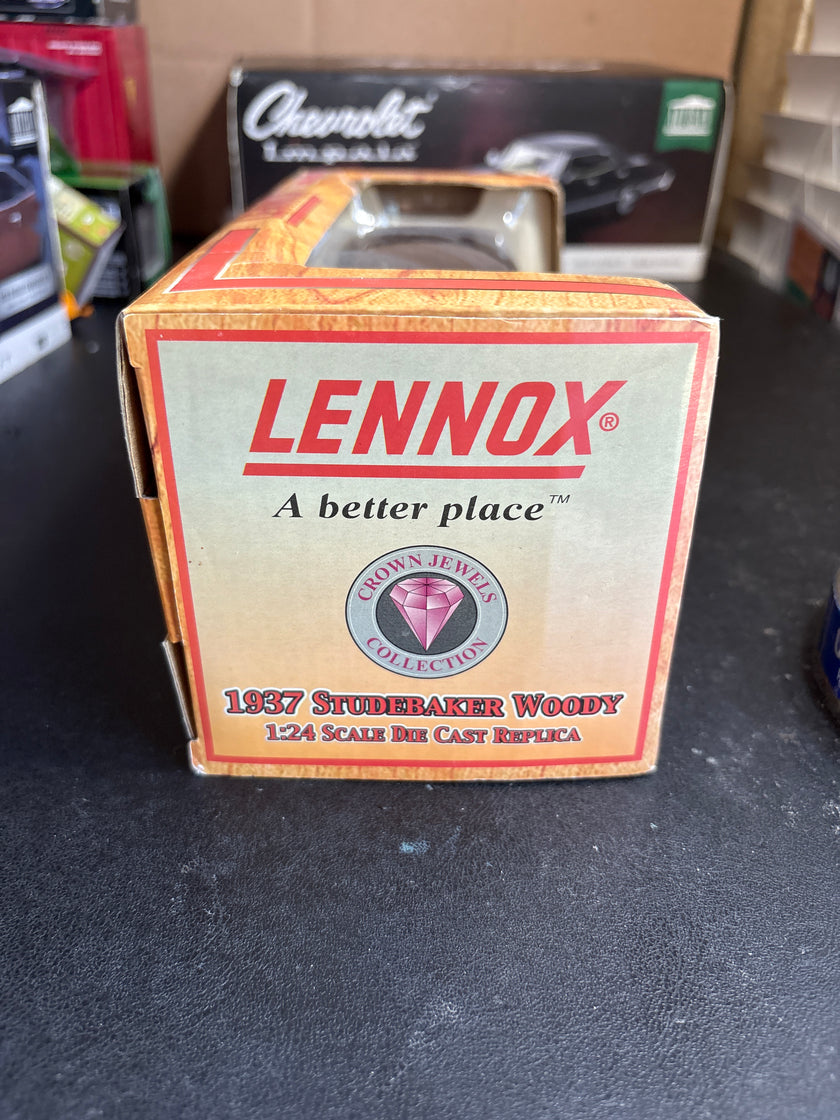 Chevrolet
Impala
LENNOX®
A better place™
CROWN JEWELS
COLLECTION
1937 STUDEBAKER WOODY
1:24 SCALE DIE CAST REPLICA